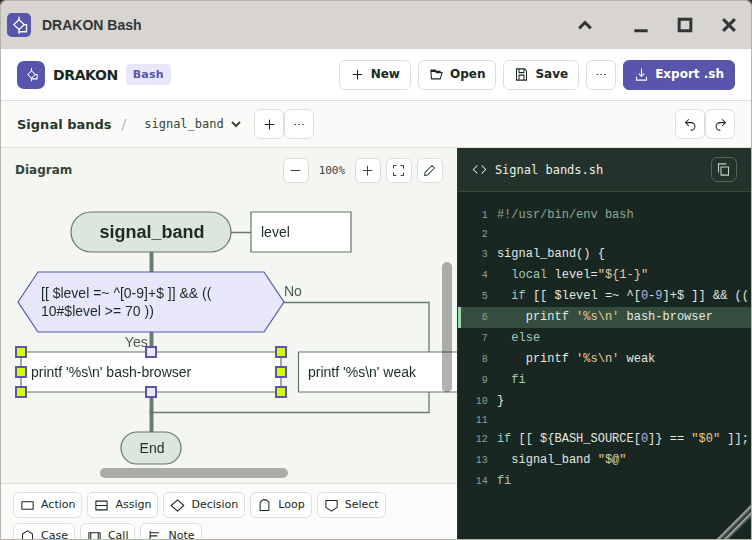 DRAKON Bash
DRAKON Bash New Open Save ... Export .sh
Signal bands / signal_band ...
Diagram 100%
signal_band level
[[ $level =~ ^[0-9]+$ ]] && ((
10#$level >= 70 ))
No
Yes
printf '%s\n' bash-browser printf '%s\n' weak
End
Action Assign Decision Loop Select
Case Call Note
Signal bands.sh
1 #!/usr/bin/env bash
2
3 signal_band() {
4 local level="${1-}"
5 if [[ $level =~ ^[0-9]+$ ]] && ((
6 printf '%s\n' bash-browser
7 else
8 printf '%s\n' weak
9 fi
10 }
11
12 if [[ ${BASH_SOURCE[0]} == "$0" ]];
13 signal_band "$@"
14 fi